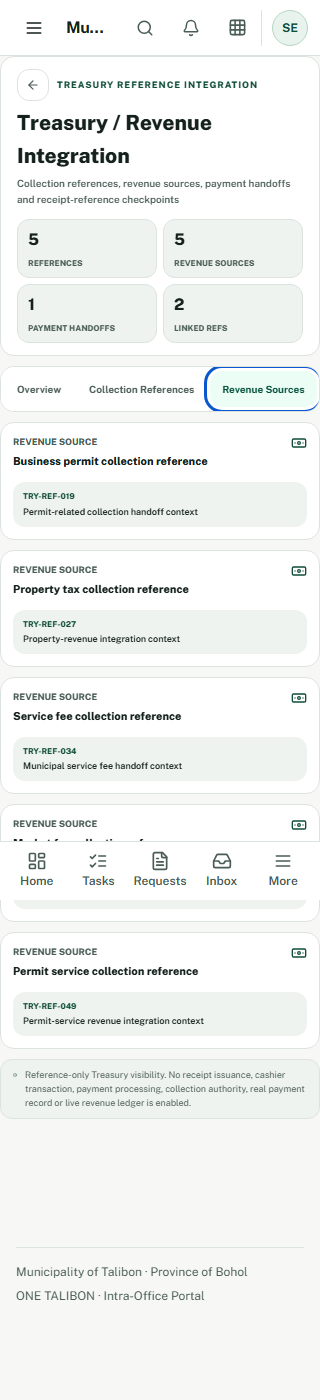 Mu...
SE
TREASURY REFERENCE INTEGRATION
Treasury / Revenue
Integration
Collection references, revenue sources, payment handoffs
and receipt-reference checkpoints
5
REFERENCES
5
REVENUE SOURCES
1
PAYMENT HANDOFFS
2
LINKED REFS
Overview
Collection References
Revenue Sources
REVENUE SOURCE
Business permit collection reference
TRY-REF-019
Permit-related collection handoff context
REVENUE SOURCE
Property tax collection reference
TRY-REF-027
Property-revenue integration context
REVENUE SOURCE
Service fee collection reference
TRY-REF-034
Municipal service fee handoff context
REVENUE SOURCE
Home
Tasks
Requests
Inbox
More
REVENUE SOURCE
Permit service collection reference
TRY-REF-049
Permit-service revenue integration context
Reference-only Treasury visibility. No receipt issuance, cashier
transaction, payment processing, collection authority, real payment
record or live revenue ledger is enabled.
Municipality of Talibon · Province of Bohol
ONE TALIBON · Intra-Office Portal